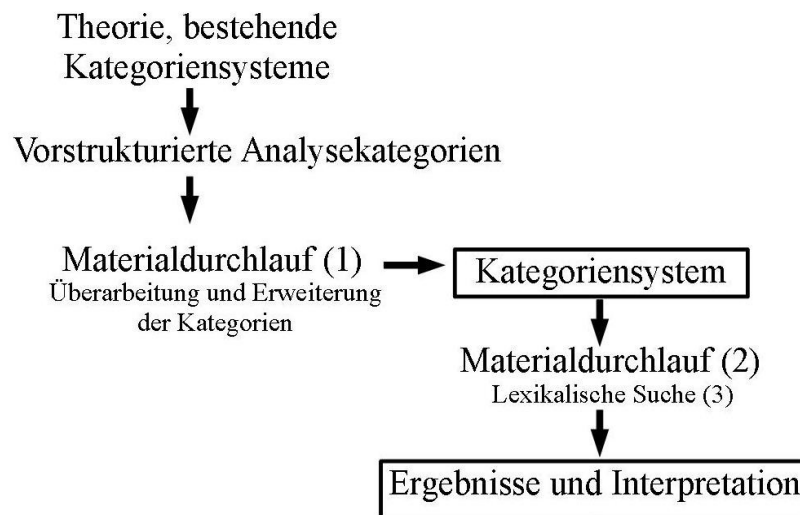 Theorie, bestehende
Kategoriensysteme
Vorstrukturierte Analysekategorien
Materialdurchlauf (1)
Überarbeitung und Erweiterung
der Kategorien
Kategoriensystem
Materialdurchlauf (2)
Lexikalische Suche (3)
Ergebnisse und Interpretation